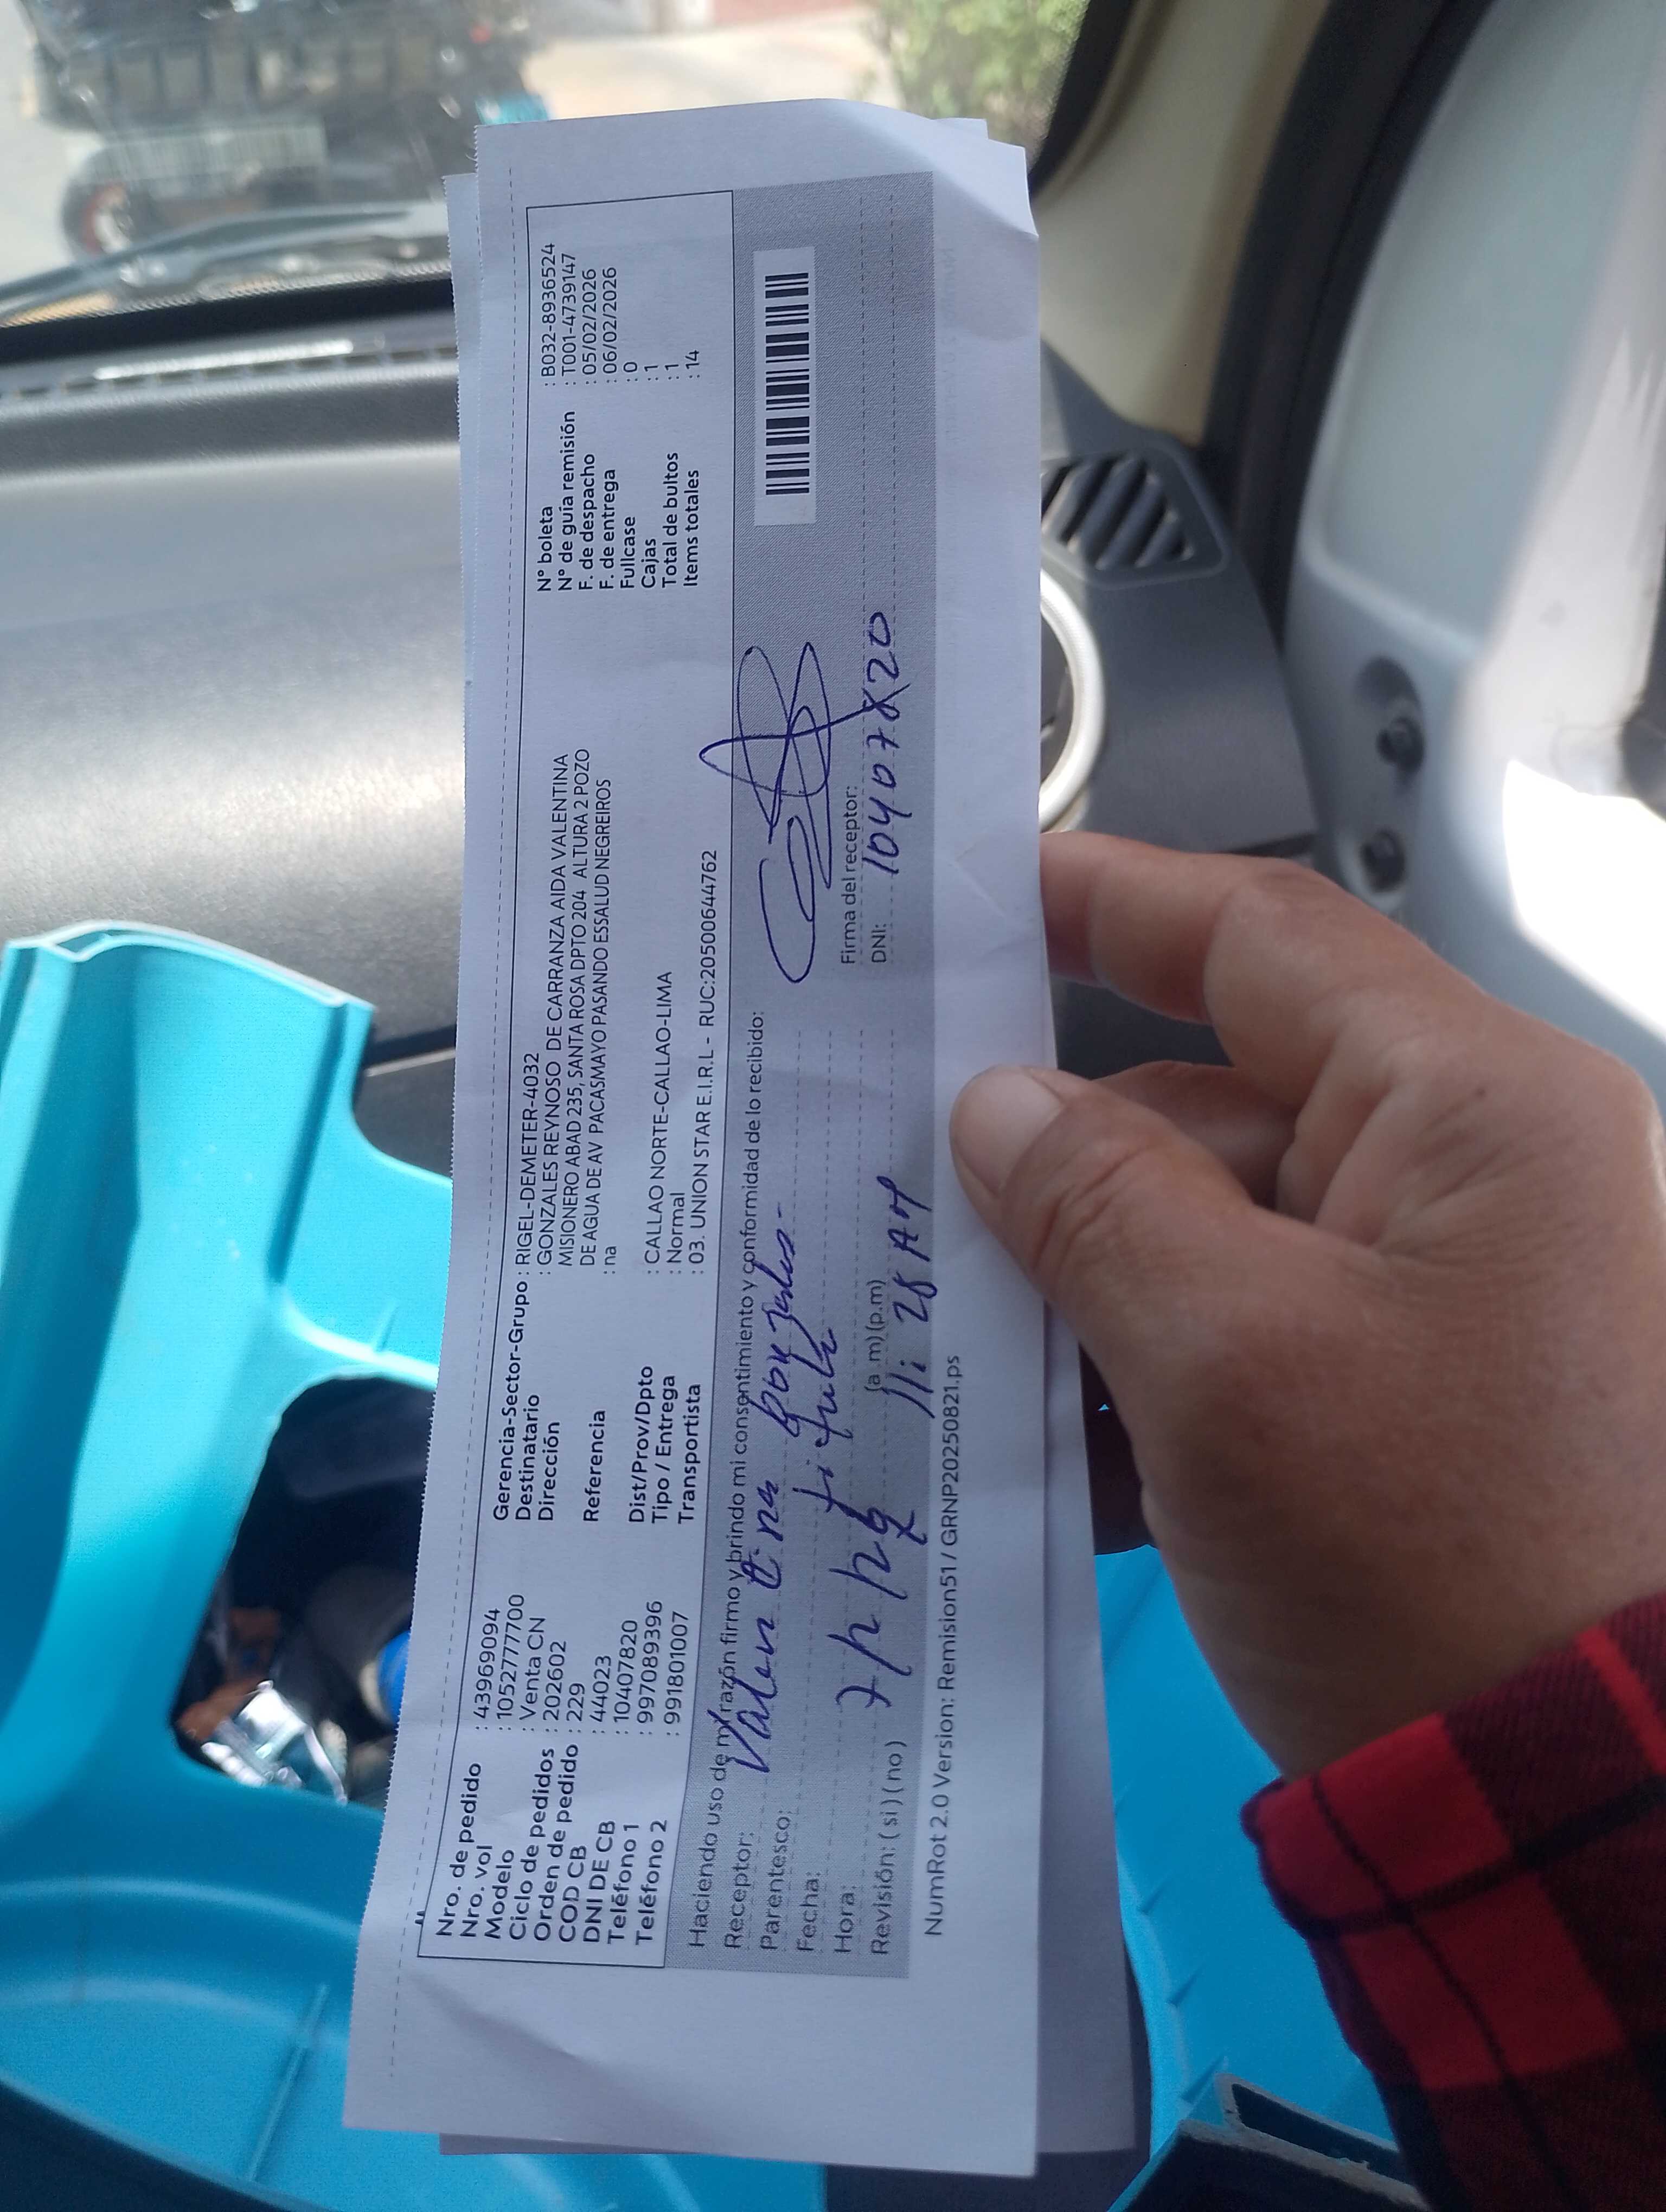 Nro. de pedido : 43969094
Nro. vol : 1052777700
Modelo : Venta CN
Ciclo de pedidos : 202602
Orden de pedido : 229
COD CB : 44023
DNI DE CB : 10407820
Teléfono 1 : 997089396
Teléfono 2 : 991801007
Gerencia-Sector-Grupo : RIGEL-DEMETER-4032
Destinatario : GONZALES REYNOSO DE CARRANZA AIDA VALENTINA
Dirección MISIONERO ABAD 235, SANTA ROSA DPTO 204 ALTURA 2 POZO
DE AGUA DE AV PACASMAYO PASANDO ESSALUD NEGREIROS
Referencia : na
Dist/Prov/Dpto : CALLAO NORTE-CALLAO-LIMA
Tipo / Entrega : Normal
Transportista : 03. UNION STAR E.I.R.L - RUC:20500644762
N° boleta : B032-8936524
N° de guía remisión : T001-4739147
F. de despacho : 05/02/2026
F. de entrega : 06/02/2026
Fullcase : 0
Cajas : 1
Total de bultos : 1
Items totales : 14
Haciendo uso de mi razón firmo y brindo mi consentimiento y conformidad de lo recibido:
Receptor: Valentina Gonzales
Parentesco: titular
Fecha:
Hora: (a .m) (p.m) 11:28 AM
Revisión: ( si ) ( no )
Firma del receptor:
DNI: 10407820
NumRot 2.0 Version: Remision51 / GRNP20250821.ps